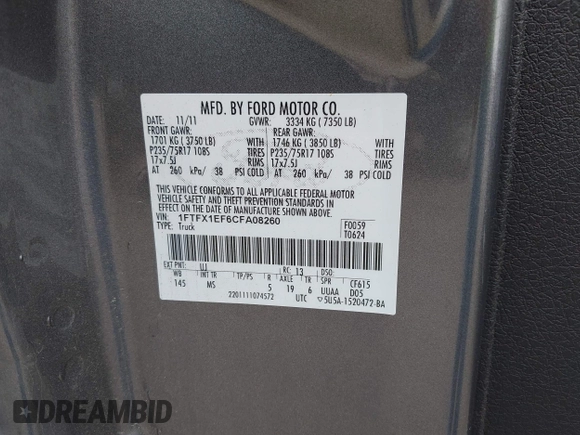 MFD. BY FORD MOTOR CO.
DATE: 11/11 GVWR: 3334 KG ( 7350 LB)
FRONT GAWR: REAR GAWR:
1701 KG ( 3750 LB) WITH 1746 KG ( 3850 LB) WITH
P235/75R17 108S TIRES P235/75R17 108S TIRES
17x7.5J RIMS 17x7.5J RIMS
AT 260 kPa/ 38 PSI COLD AT 260 kPa/ 38 PSI COLD
THIS VEHICLE CONFORMS TO ALL APPLICABLE FEDERAL MOTOR
VEHICLE SAFETY AND THEFT PREVENTION STANDARDS IN
EFFECT ON THE DATE OF MANUFACTURE SHOWN ABOVE.
VIN: 1FTFX1EF6CFA08260 F0059
TYPE: Truck T0624
EXT PNT: UJ RC: 13 DSO:
WB INT TR TP/PS R AXLE TR SPR CF615
145 MS 5 19 6 UUAA D05
2201111074572 UTC 5U5A-1520472-BA
DREAMBID